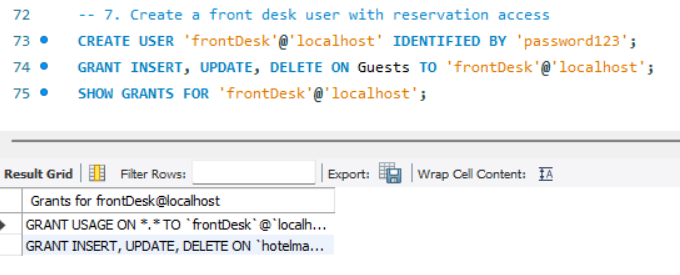 72 -- 7. Create a front desk user with reservation access
73 CREATE USER 'frontDesk'@'localhost' IDENTIFIED BY 'password123';
74 GRANT INSERT, UPDATE, DELETE ON Guests TO 'frontDesk'@'localhost';
75 SHOW GRANTS FOR 'frontDesk'@'localhost';
Result Grid Filter Rows: Export: Wrap Cell Content: IA
Grants for frontDesk@localhost
GRANT USAGE ON *.* TO `frontDesk`@`localh...
GRANT INSERT, UPDATE, DELETE ON `hotelma...